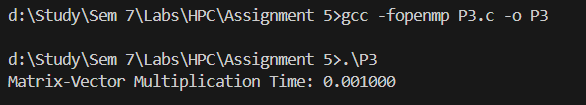 d:\Study\Sem 7\Labs\HPC\Assignment 5>gcc -fopenmp P3.c -o P3
d:\Study\Sem 7\Labs\HPC\Assignment 5>.\P3
Matrix-Vector Multiplication Time: 0.001000